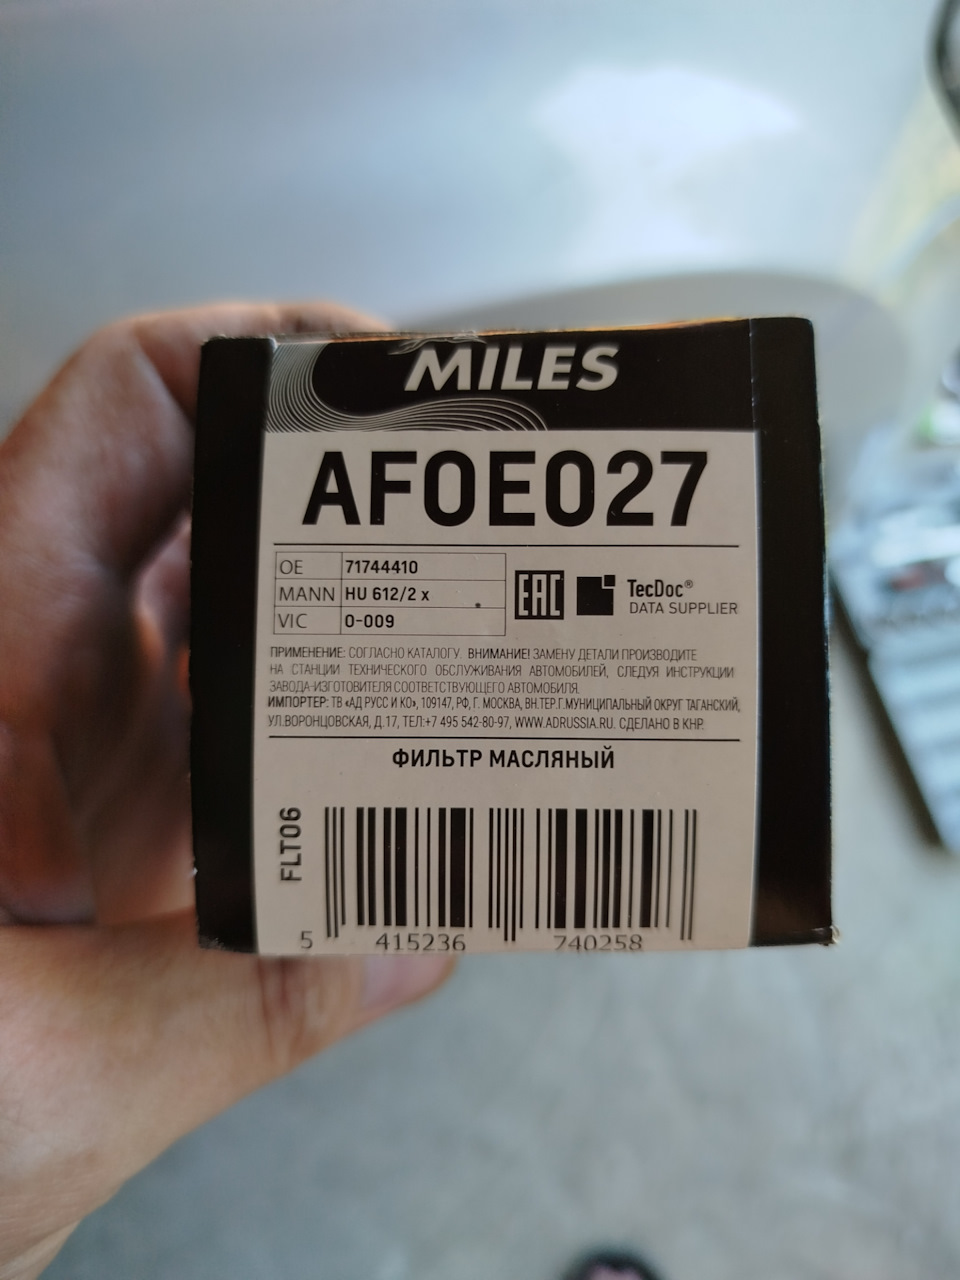 MILES
AFOE027
OE 71744410
MANN HU 612/2 x
VIC 0-009
EAC
TecDoc®
DATA SUPPLIER
ПРИМЕНЕНИЕ: СОГЛАСНО КАТАЛОГУ. ВНИМАНИЕ! ЗАМЕНУ ДЕТАЛИ ПРОИЗВОДИТЕ
НА СТАНЦИИ ТЕХНИЧЕСКОГО ОБСЛУЖИВАНИЯ АВТОМОБИЛЕЙ, СЛЕДУЯ ИНСТРУКЦИИ
ЗАВОДА-ИЗГОТОВИТЕЛЯ СООТВЕТСТВУЮЩЕГО АВТОМОБИЛЯ.
ИМПОРТЕР: ТВ «АД РУСС И КО», 109147, РФ, Г. МОСКВА, ВН.ТЕР.Г.МУНИЦИПАЛЬНЫЙ ОКРУГ ТАГАНСКИЙ,
УЛ.ВОРОНЦОВСКАЯ, Д.17, ТЕЛ:+7 495 542-80-97, WWW.ADRUSSIA.RU. СДЕЛАНО В КНР.
ФИЛЬТР МАСЛЯНЫЙ
FLT06
5 415236 740258